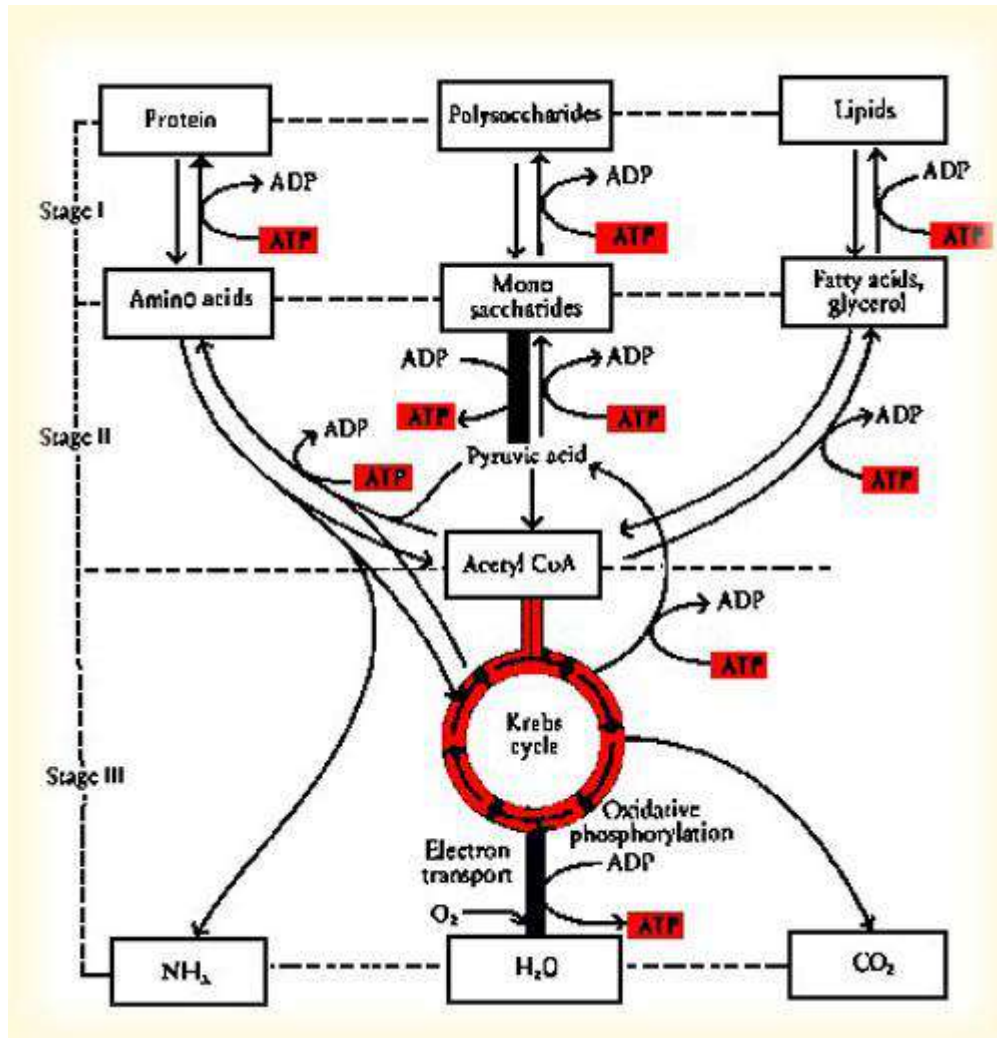 Protein
Polysoccharides
Lipids
ADP
ADP
ADP
Stage I
ATP
ATP
ATP
Amino acids
Mono
saccharides
Fatty acids,
glycerol
ADP
ADP
ATP
ATP
ADP
Stage II
ADP
Pyruvic acid
ATP
ATP
Acetyl CoA
ADP
ATP
Krebs
cycle
Stage III
Oxidative
phosphorylation
Electron
transport
ADP
O₂
ATP
NH₃
H₂O
CO₂